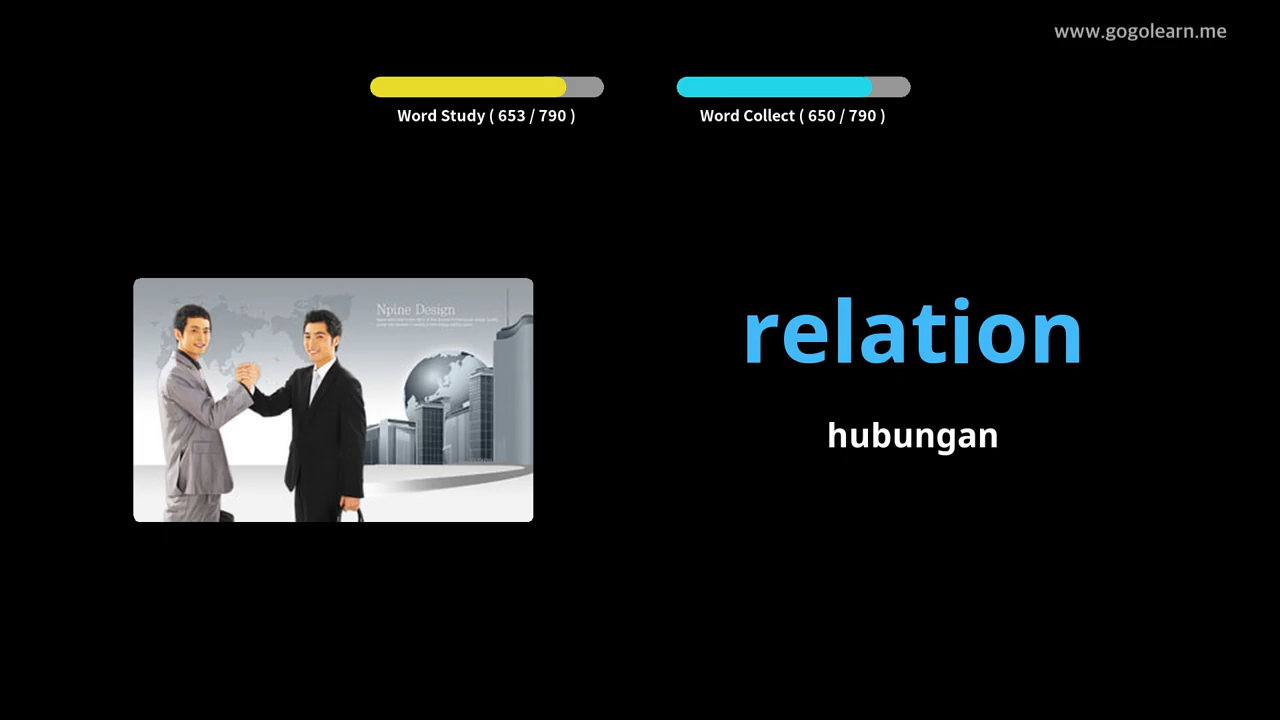 www.gogolearn.me
Word Study ( 653 / 790 )
Word Collect ( 650 / 790 )
Npine Design
relation
hubungan